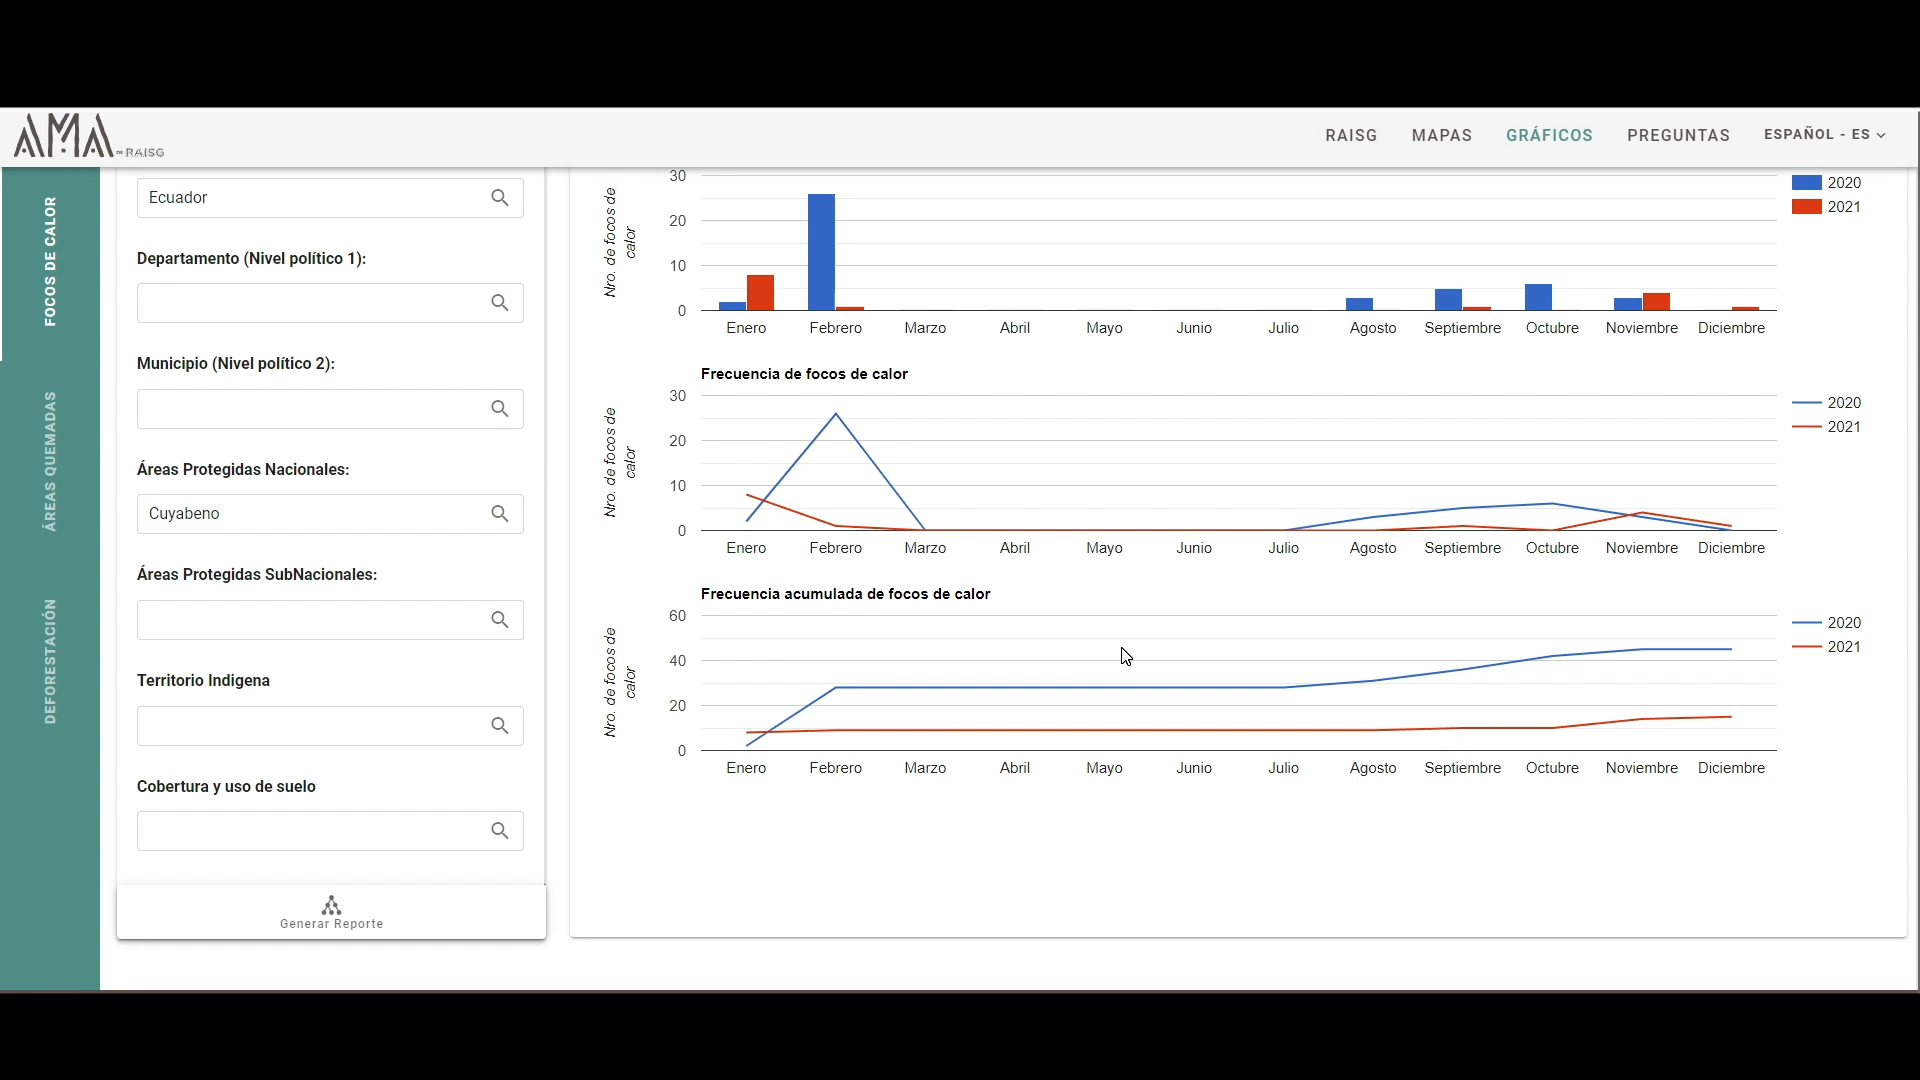 AMA
RAISG
RAISG
MAPAS
GRÁFICOS
PREGUNTAS
ESPAÑOL - ES
FOCOS DE CALOR
ÁREAS QUEMADAS
DEFORESTACIÓN
Ecuador
Departamento (Nivel político 1):
Municipio (Nivel político 2):
Áreas Protegidas Nacionales:
Cuyabeno
Áreas Protegidas SubNacionales:
Territorio Indigena
Cobertura y uso de suelo
Generar Reporte
Nro. de focos de
calor
30
20
10
0
Enero Febrero Marzo Abril Mayo Junio Julio Agosto Septiembre Octubre Noviembre Diciembre
2020
2021
Frecuencia de focos de calor
Nro. de focos de
calor
30
20
10
0
Enero Febrero Marzo Abril Mayo Junio Julio Agosto Septiembre Octubre Noviembre Diciembre
2020
2021
Frecuencia acumulada de focos de calor
Nro. de focos de
calor
60
40
20
0
Enero Febrero Marzo Abril Mayo Junio Julio Agosto Septiembre Octubre Noviembre Diciembre
2020
2021